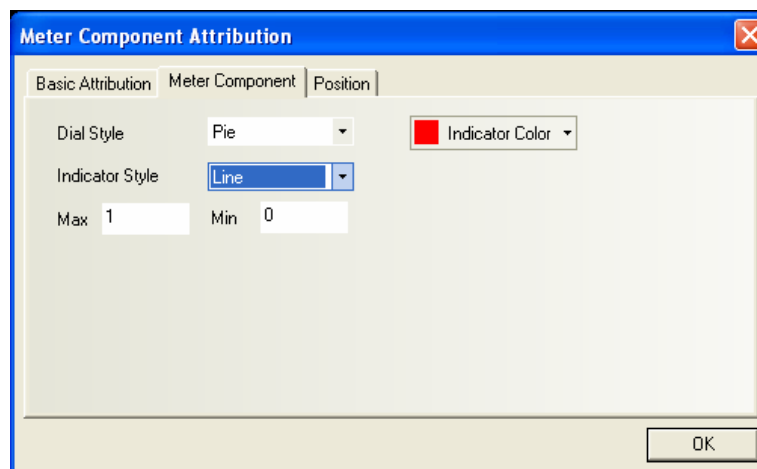 Meter Component Attribution
Basic Attribution Meter Component Position
Dial Style Pie Indicator Color
Indicator Style Line
Max 1 Min 0
OK